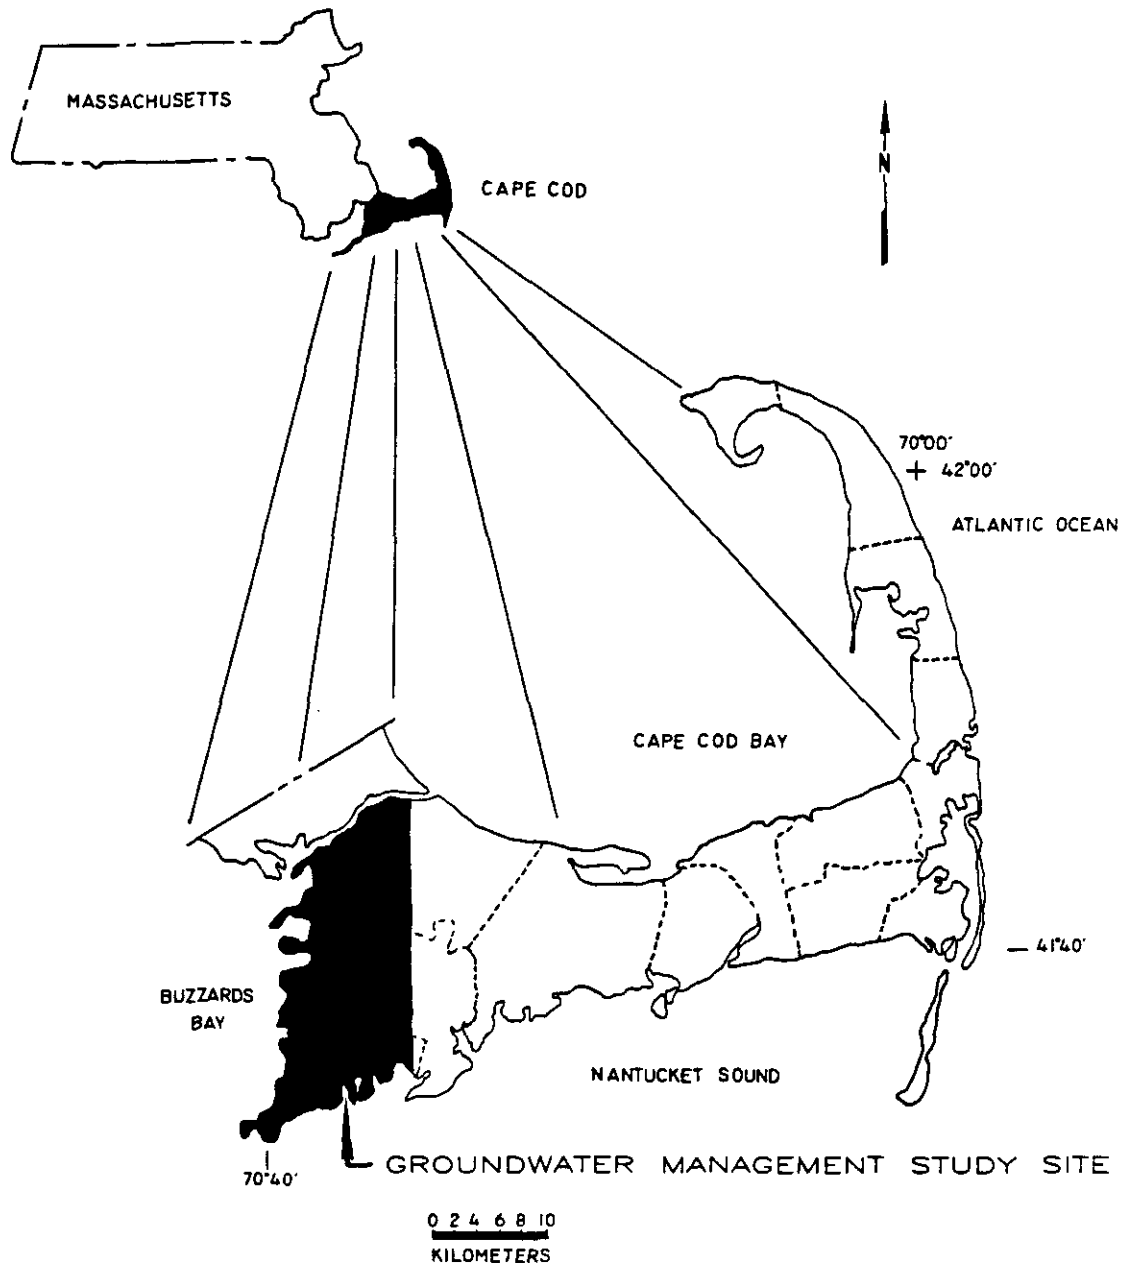 MASSACHUSETTS
CAPE COD
N
70°00'
42°00'
ATLANTIC OCEAN
CAPE COD BAY
41°40'
BUZZARDS
BAY
NANTUCKET SOUND
GROUNDWATER MANAGEMENT STUDY SITE
70°40'
0 2 4 6 8 10
KILOMETERS